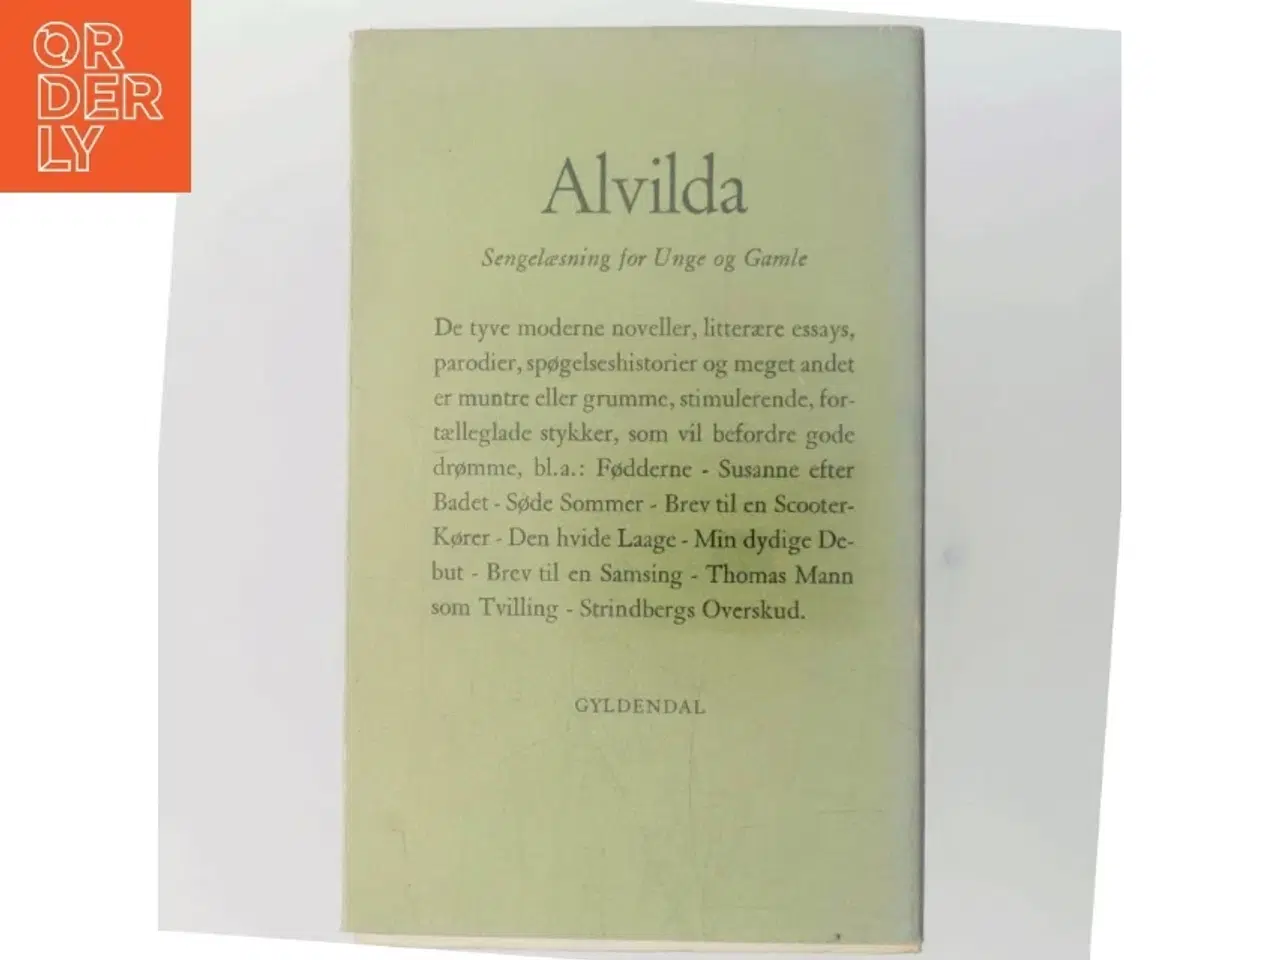 OR
DER
LY
Alvilda
Sengelæsning for Unge og Gamle
De tyve moderne noveller, litterære essays,
parodier, spøgelseshistorier og meget andet
er muntre eller grumme, stimulerende, for-
tælleglade stykker, som vil befordre gode
drømme, bl.a.: Fødderne - Susanne efter
Badet - Søde Sommer - Brev til en Scooter-
Kører - Den hvide Laage - Min dydige De-
but - Brev til en Samsing - Thomas Mann
som Tvilling - Strindbergs Overskud.
GYLDENDAL